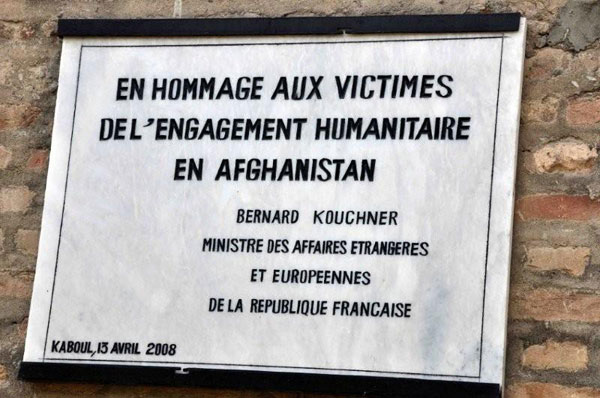 EN HOMMAGE AUX VICTIMES
DE L'ENGAGEMENT HUMANITAIRE
EN AFGHANISTAN
BERNARD KOUCHNER
MINISTRE DES AFFAIRES ETRANGERES
ET EUROPEENNES
DE LA REPUBLIQUE FRANCAISE
KABOUL, 13 AVRIL 2008